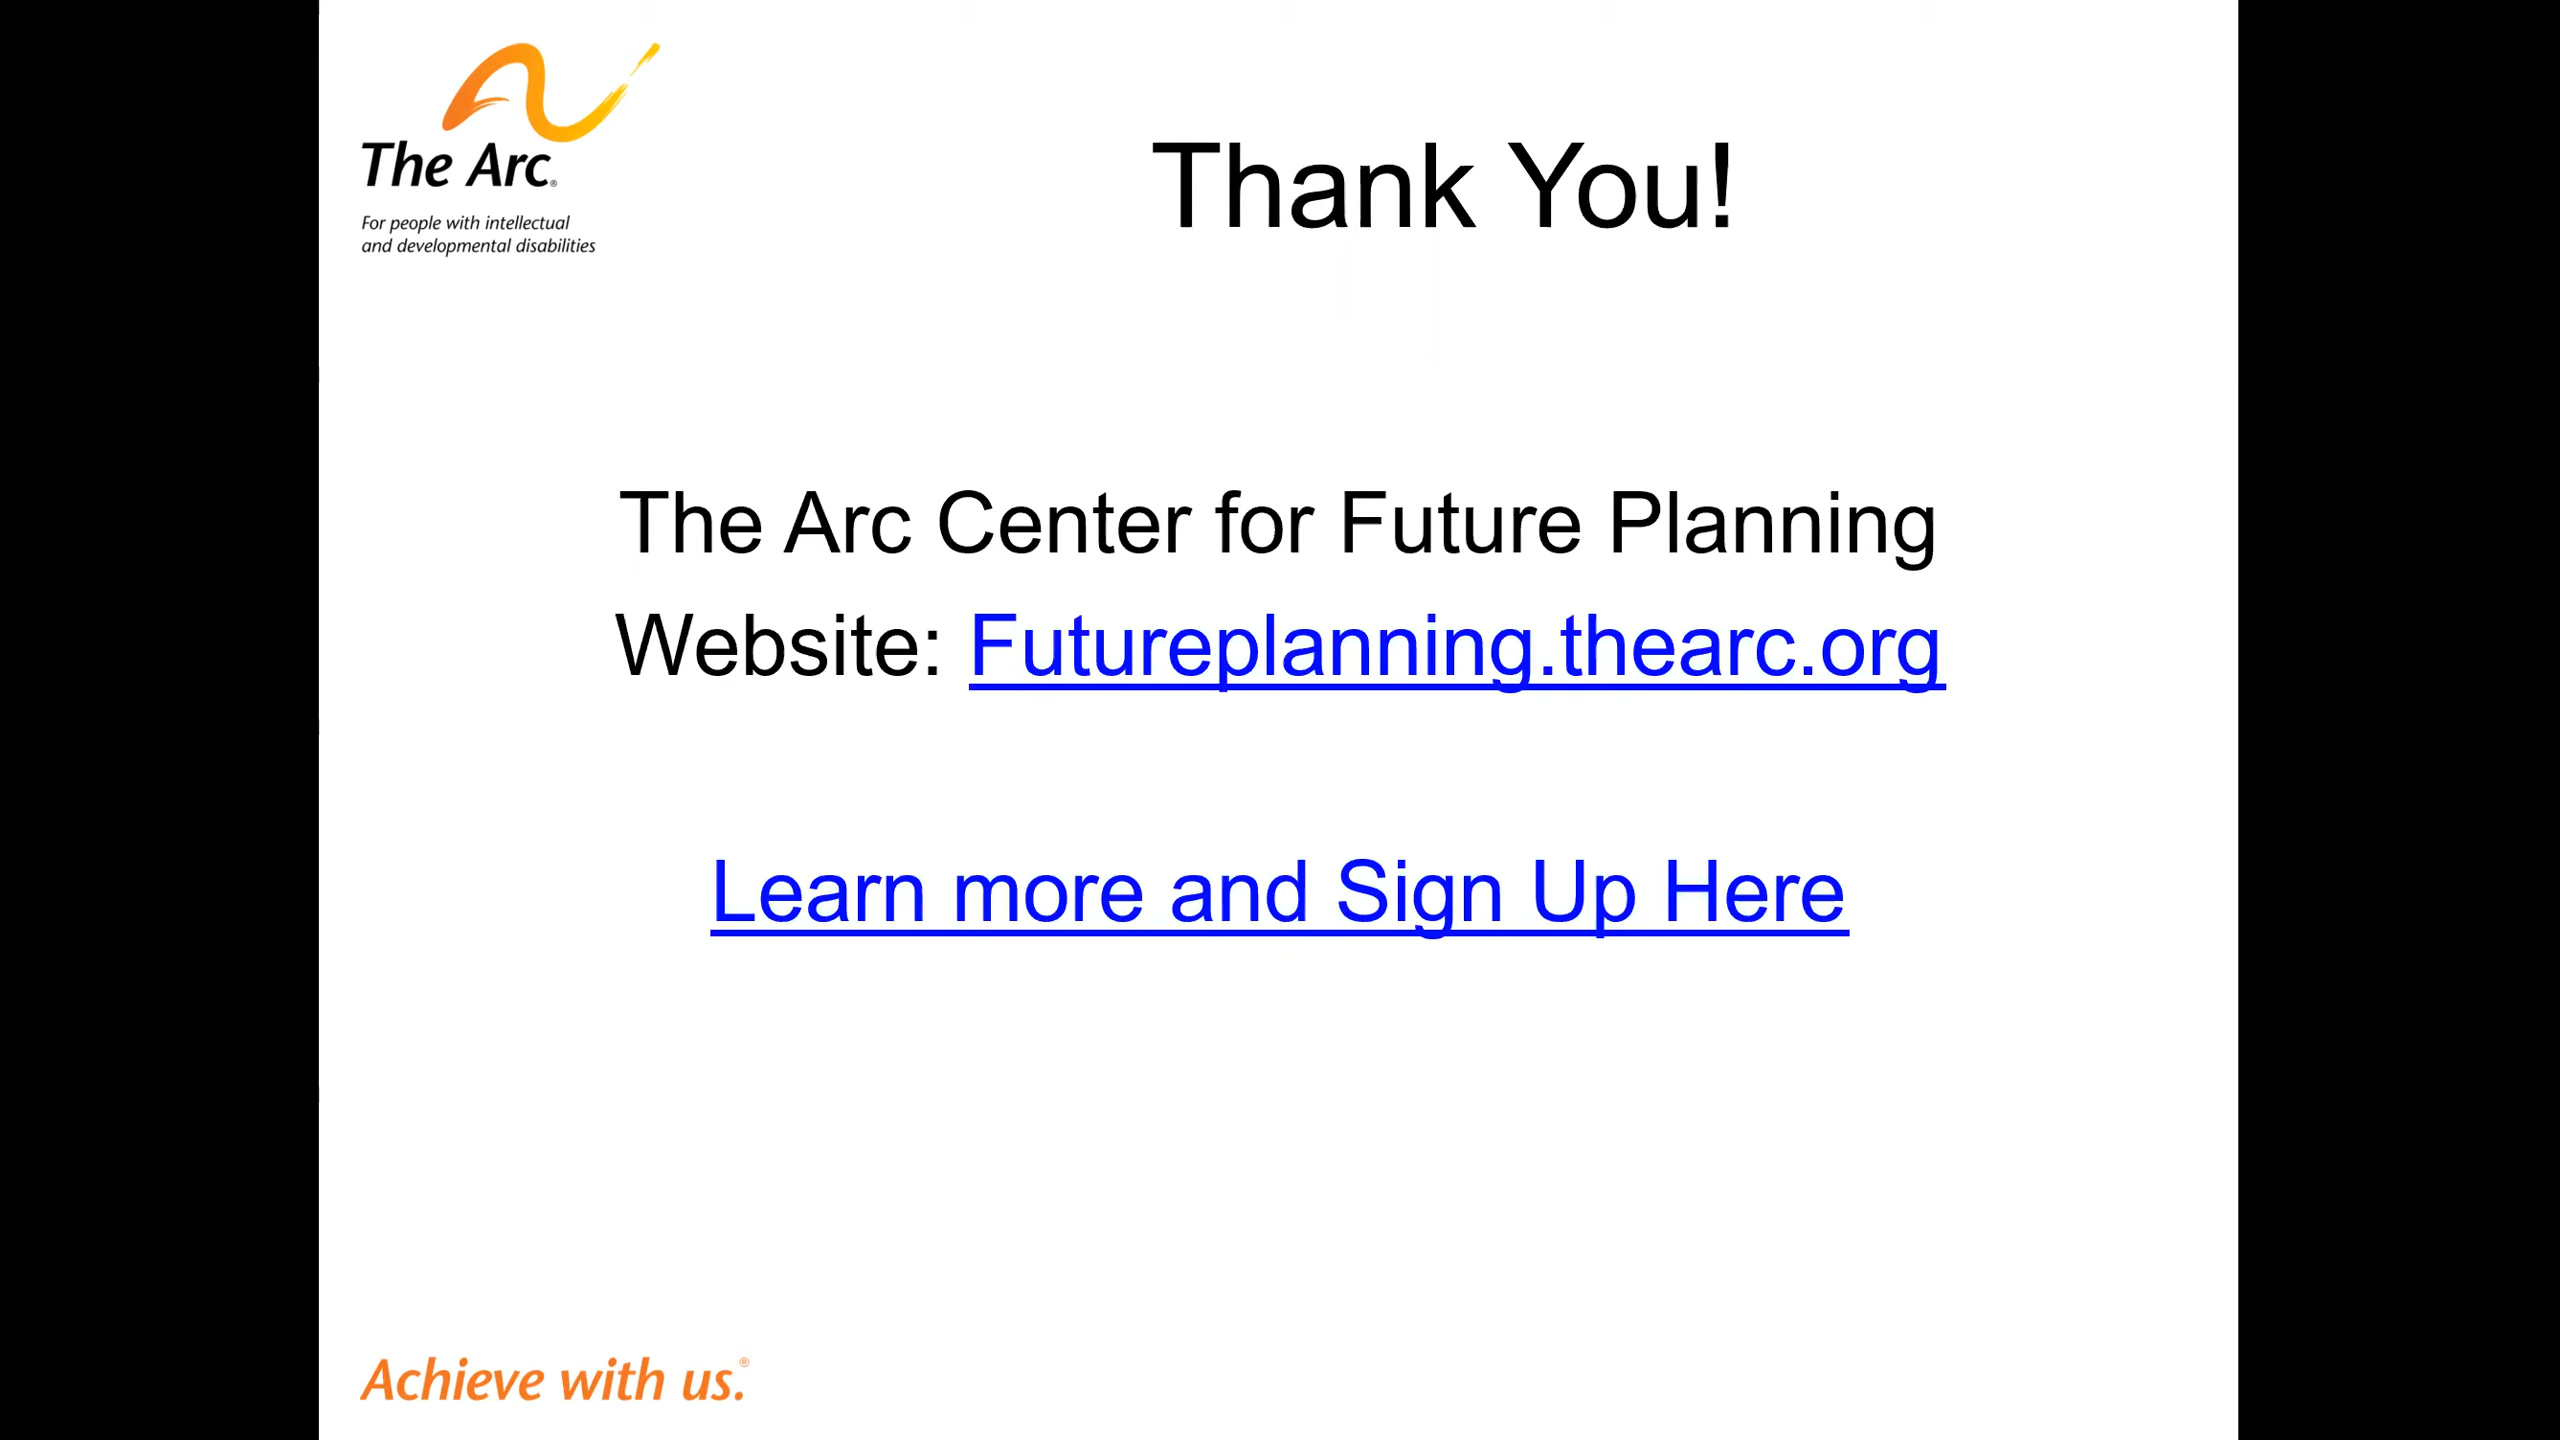 The Arc®
For people with intellectual
and developmental disabilities
Thank You!
The Arc Center for Future Planning
Website: Futureplanning.thearc.org
Learn more and Sign Up Here
Achieve with us.®